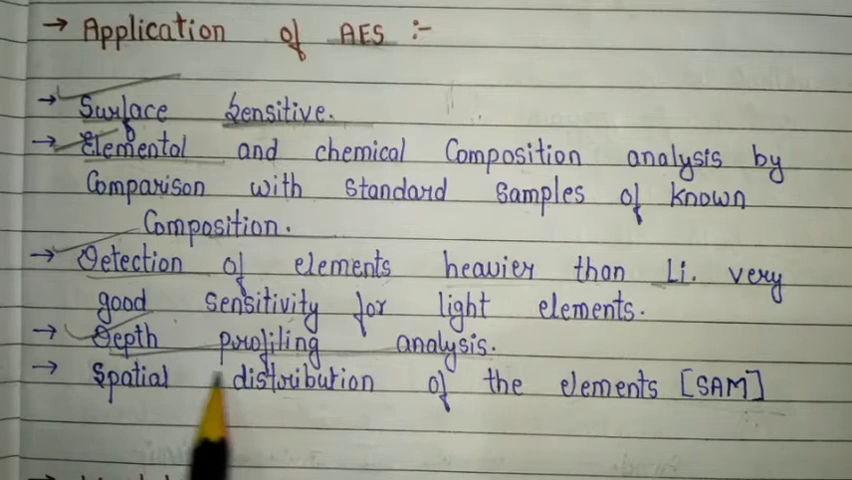 → Application of AES :-
→ Surface Sensitive.
→ Elemental and chemical Composition analysis by
Comparison with standard samples of known
Composition.
→ Detection of elements heavier than Li. very
good sensitivity for light elements.
→ Depth profiling analysis.
→ Spatial distribution of the elements [SAM]